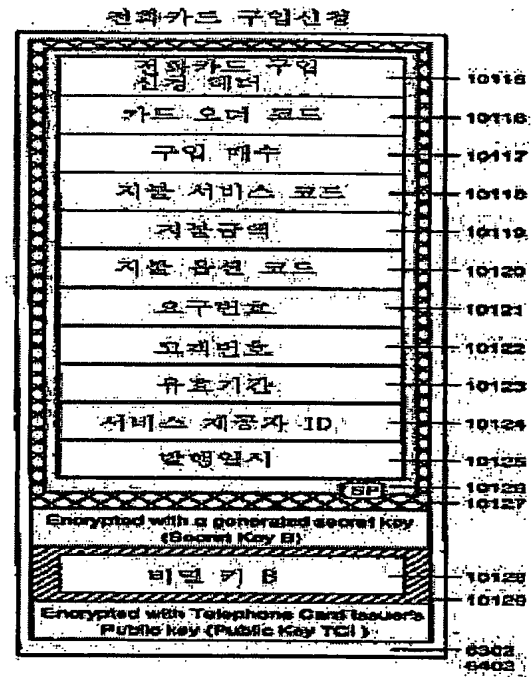 전화카드 구입신청
전화카드 구입
신청 헤더
10115
카드 오더 코드
10116
구입 매수
10117
지불 서비스 코드
10118
지불금액
10119
지불 옵션 코드
10120
요구번호
10121
고객번호
10122
유효기간
10123
서비스 제공자 ID
10124
발행일시
10125
SP
10126
10127
Encrypted with a generated secret key
(Secret Key B)
비밀 키 B
10128
10129
Encrypted with Telephone Card Issuer's
Public key (Public Key TCI )
6302
6402